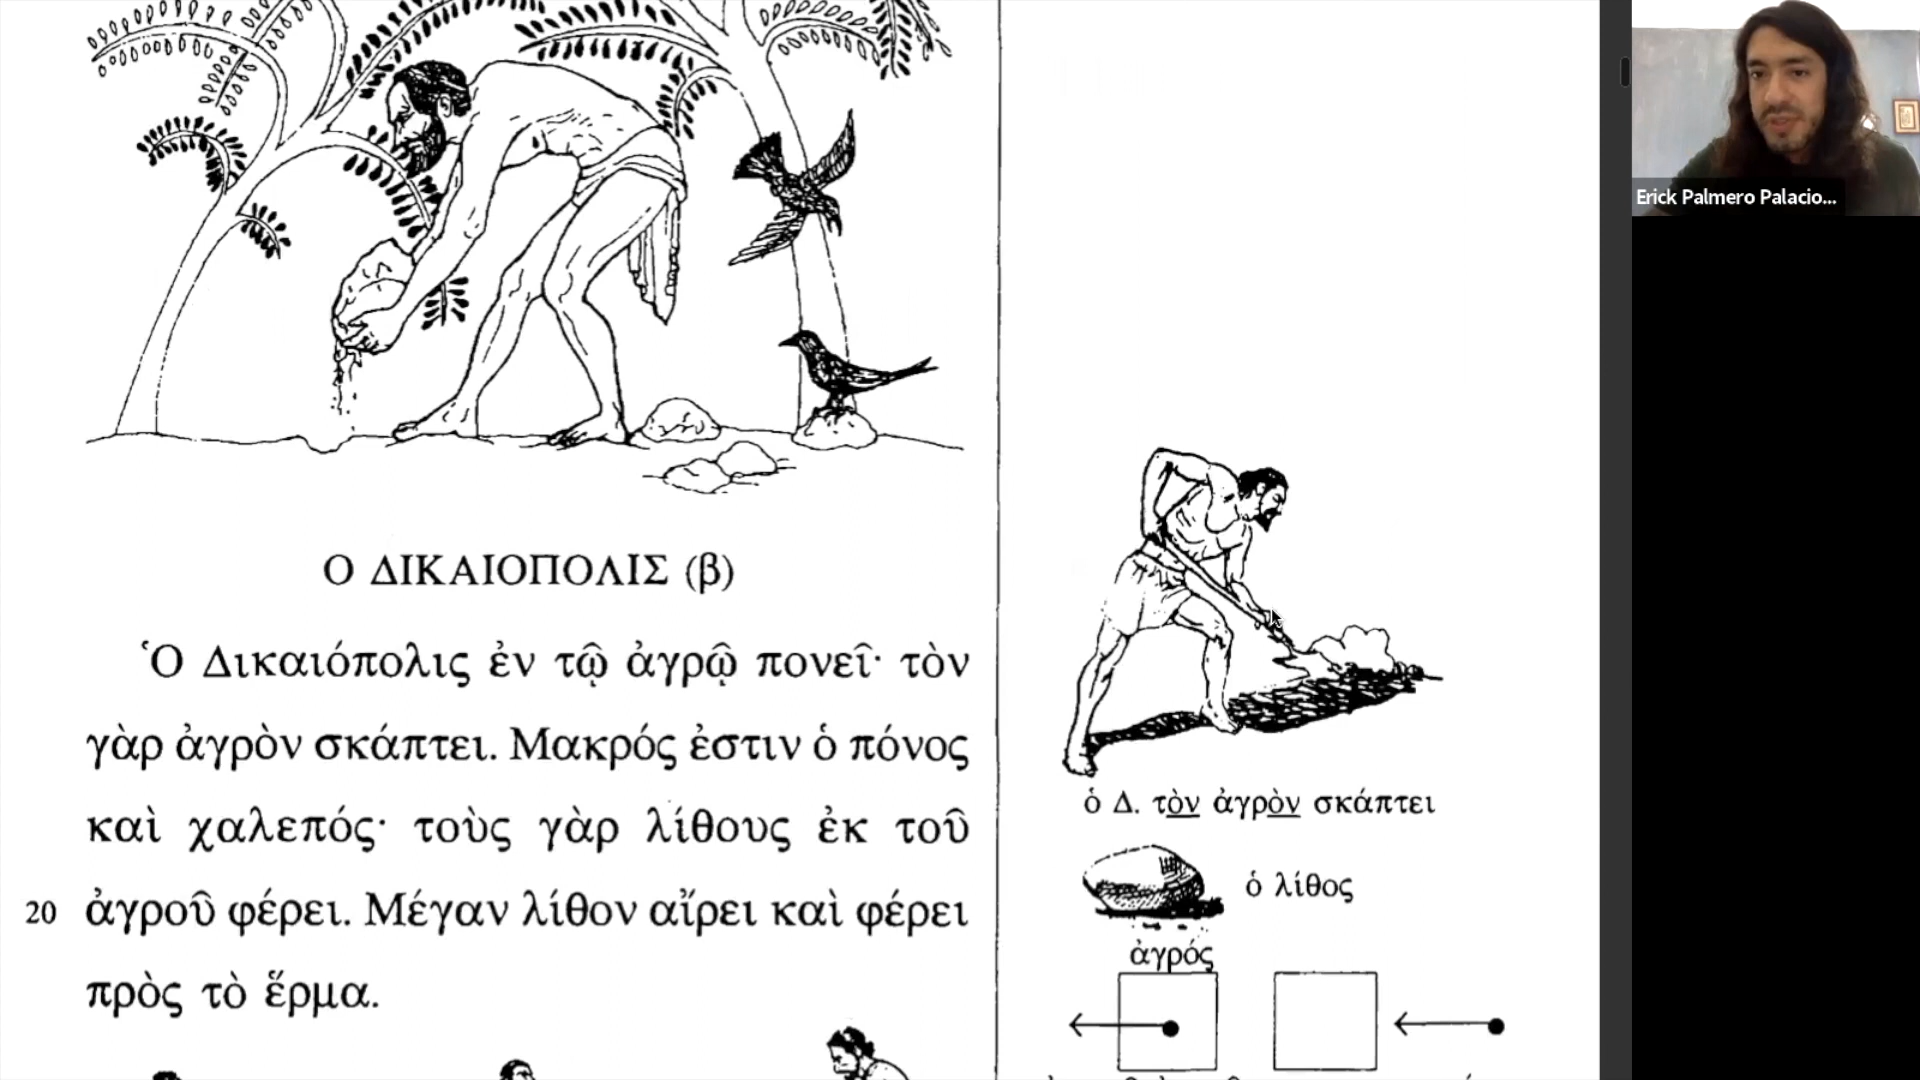 Ο ΔΙΚΑΙΟΠΟΛΙΣ (β)
Ὁ Δικαιόπολις ἐν τῷ ἀγρῷ πονεῖ· τὸν
γὰρ ἀγρὸν σκάπτει. Μακρός ἐστιν ὁ πόνος
καὶ χαλεπός· τοὺς γὰρ λίθους ἐκ τοῦ
20 ἀγροῦ φέρει. Μέγαν λίθον αἴρει καὶ φέρει
πρὸς τὸ ἕρμα.
ὁ Δ. τὸν ἀγρὸν σκάπτει
ὁ λίθος
ἀγρός
Erick Palmero Palacio...